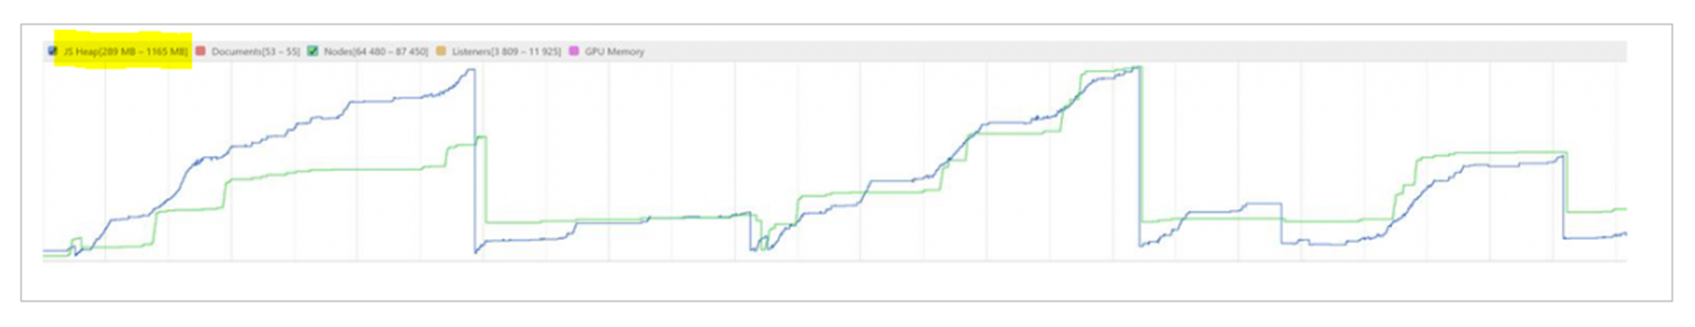 JS Heap[289 MB – 1165 MB] Documents[53 – 55] Nodes[64 480 – 87 450] Listeners[3 809 – 11 925] GPU Memory